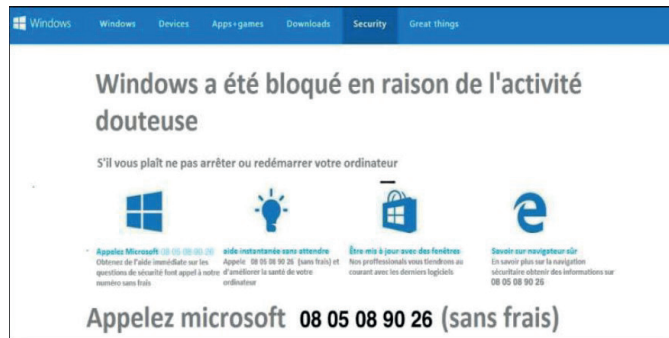 Windows Windows Devices Apps+games Downloads Security Great things
Windows a été bloqué en raison de l'activité
douteuse
S'il vous plaît ne pas arrêter ou redémarrer votre ordinateur
Appelez Microsoft 08 05 08 90 26
Obtenez de l'aide immédiate sur les
questions de sécurité font appel à notre
numéro sans frais
aide instantanée sans attendre
Appele 08 05 08 90 26 (sans frais) et
d'améliorer la santé de votre
ordinateur
Être mis à jour avec des fenêtres
Nos proffessionals vous tiendrons au
courant avec les derniers logiciels
Savoir sur navigateur sûr
En savoir plus sur la navigation
sécuritaire obtenir des informations sur
08 05 08 90 26
Appelez microsoft 08 05 08 90 26 (sans frais)